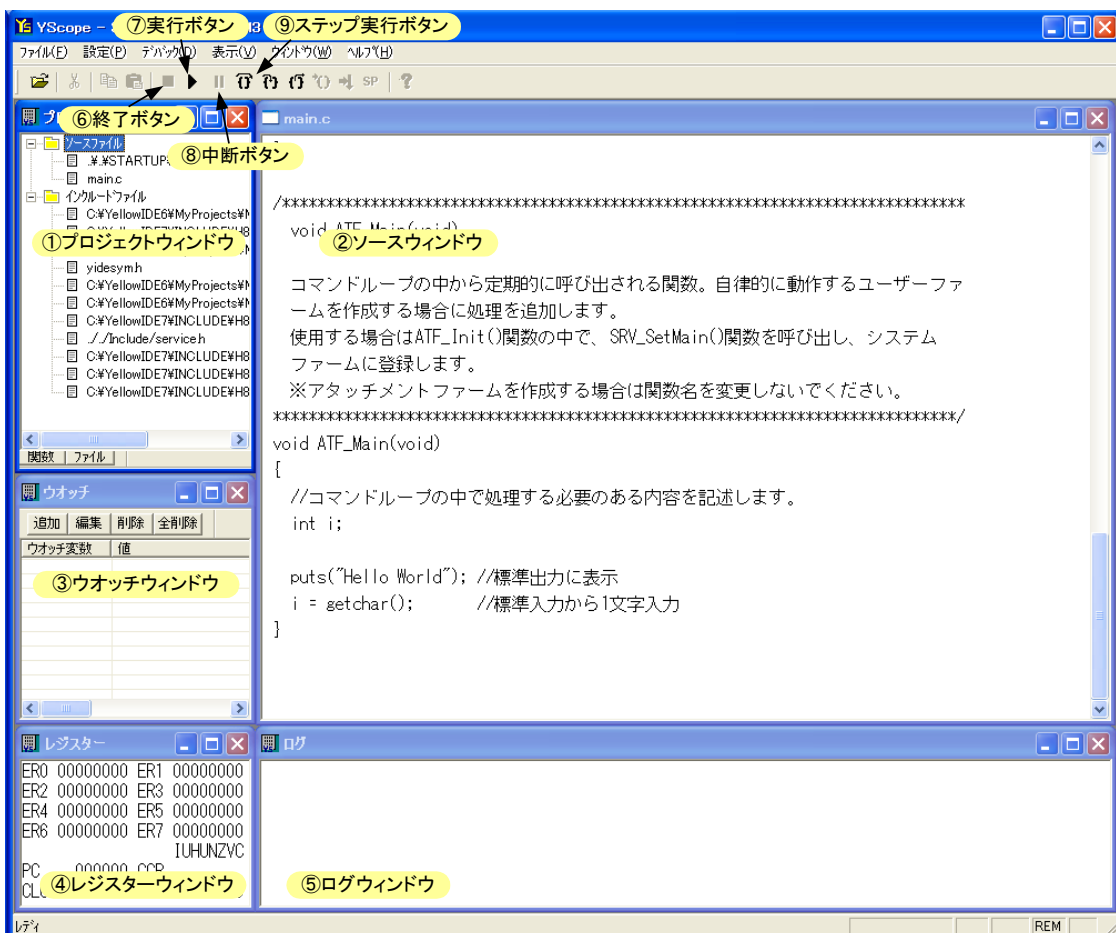 YScope -
⑦実行ボタン
⑨ステップ実行ボタン
ファイル(F) 設定(P) デバック(D) 表示(V) ウィンドウ(W) ヘルプ(H)
SP
⑥終了ボタン
⑧中断ボタン
ソースファイル
.¥.¥STARTUP
main.c
インクルードファイル
C:¥YellowIDE6¥MyProjects¥
①プロジェクトウィンドウ
yidesym.h
C:¥YellowIDE6¥MyProjects¥
C:¥YellowIDE6¥MyProjects¥
C:¥YellowIDE7¥INCLUDE¥H8
././Include/service.h
C:¥YellowIDE7¥INCLUDE¥H8
C:¥YellowIDE7¥INCLUDE¥H8
C:¥YellowIDE7¥INCLUDE¥H8
関数 ファイル
main.c
/*****************************************************************************
void ATF_Main(void)
②ソースウィンドウ
コマンドループの中から定期的に呼び出される関数。自律的に動作するユーザーファ
ームを作成する場合に処理を追加します。
使用する場合はATF_Init()関数の中で、SRV_SetMain()関数を呼び出し、システム
ファームに登録します。
※アタッチメントファームを作成する場合は関数名を変更しないでください。
*****************************************************************************/
void ATF_Main(void)
{
//コマンドループの中で処理する必要のある内容を記述します。
int i;
puts("Hello World"); //標準出力に表示
i = getchar(); //標準入力から1文字入力
}
ウオッチ
追加 編集 削除 全削除
ウオッチ変数 値
③ウオッチウィンドウ
レジスター
ER0 00000000 ER1 00000000
ER2 00000000 ER3 00000000
ER4 00000000 ER5 00000000
ER6 00000000 ER7 00000000
IUHUNZVC
PC 000000 CCR
④レジスターウィンドウ
ログ
⑤ログウィンドウ
レディ
REM